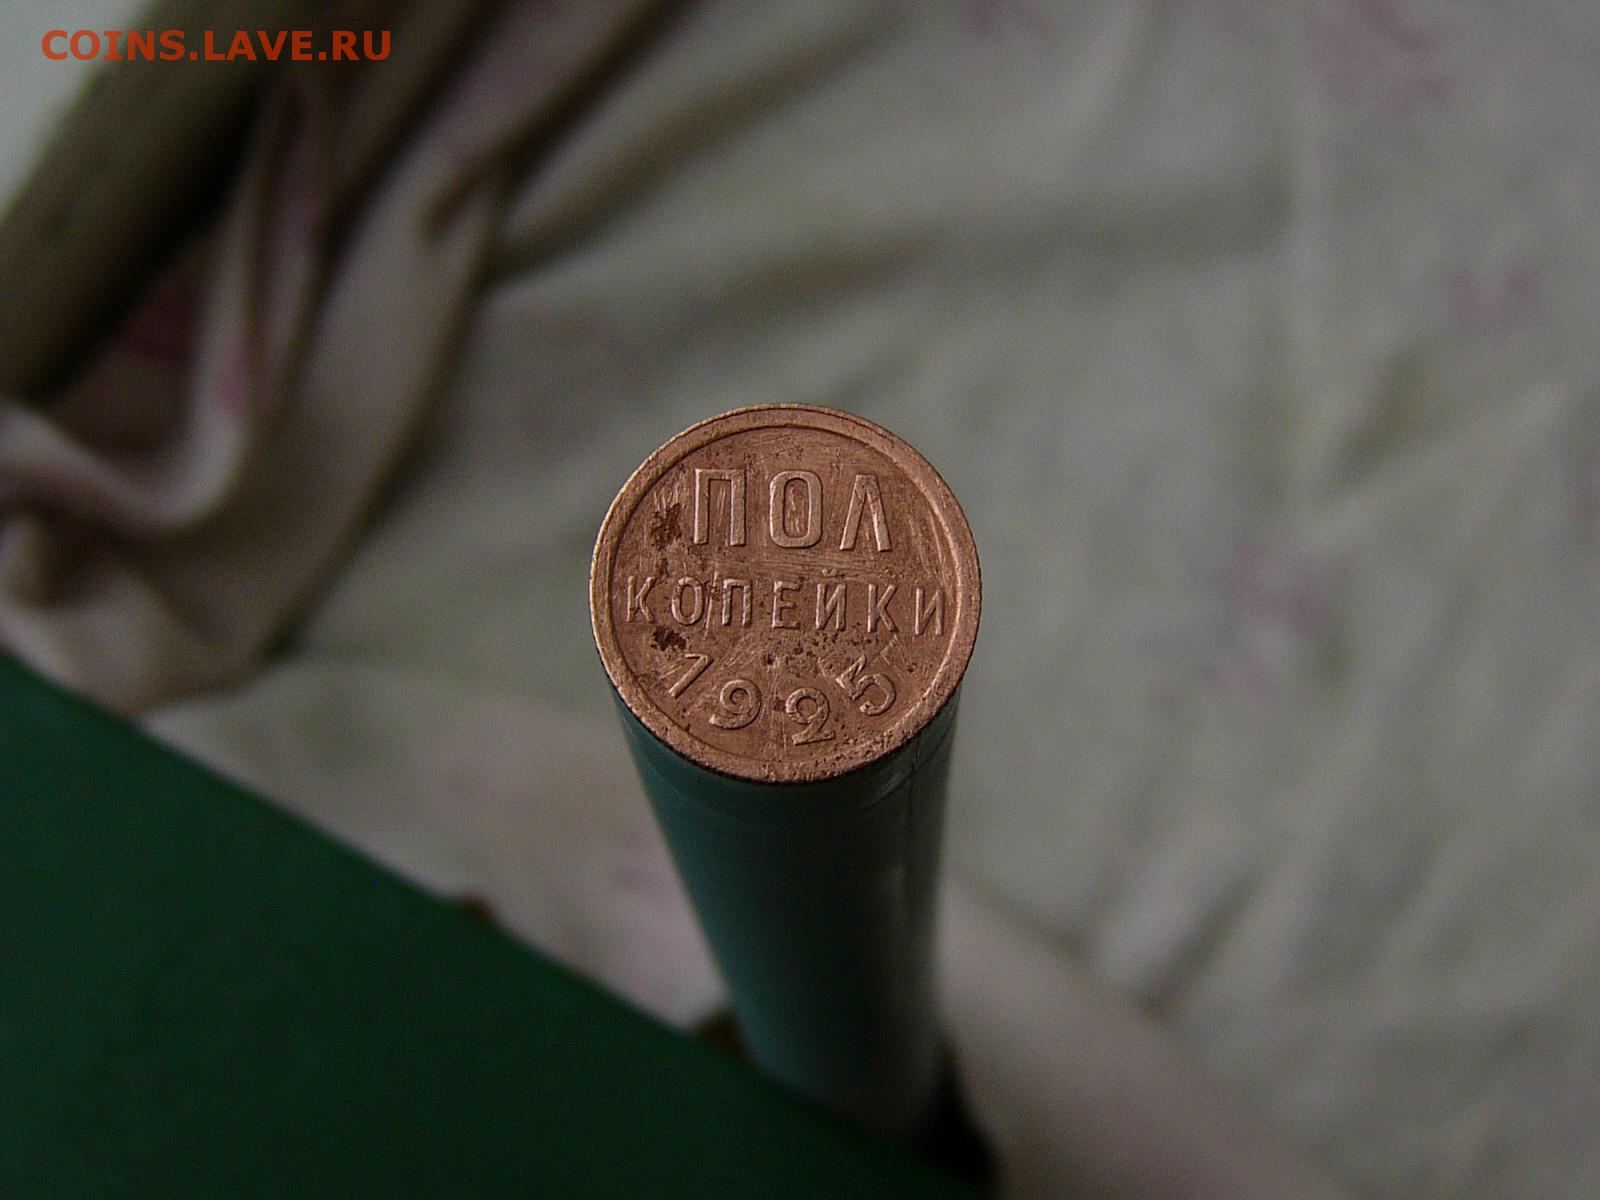 COINS.LAVE.RU
ПОЛ
КОПЕЙКИ
1925